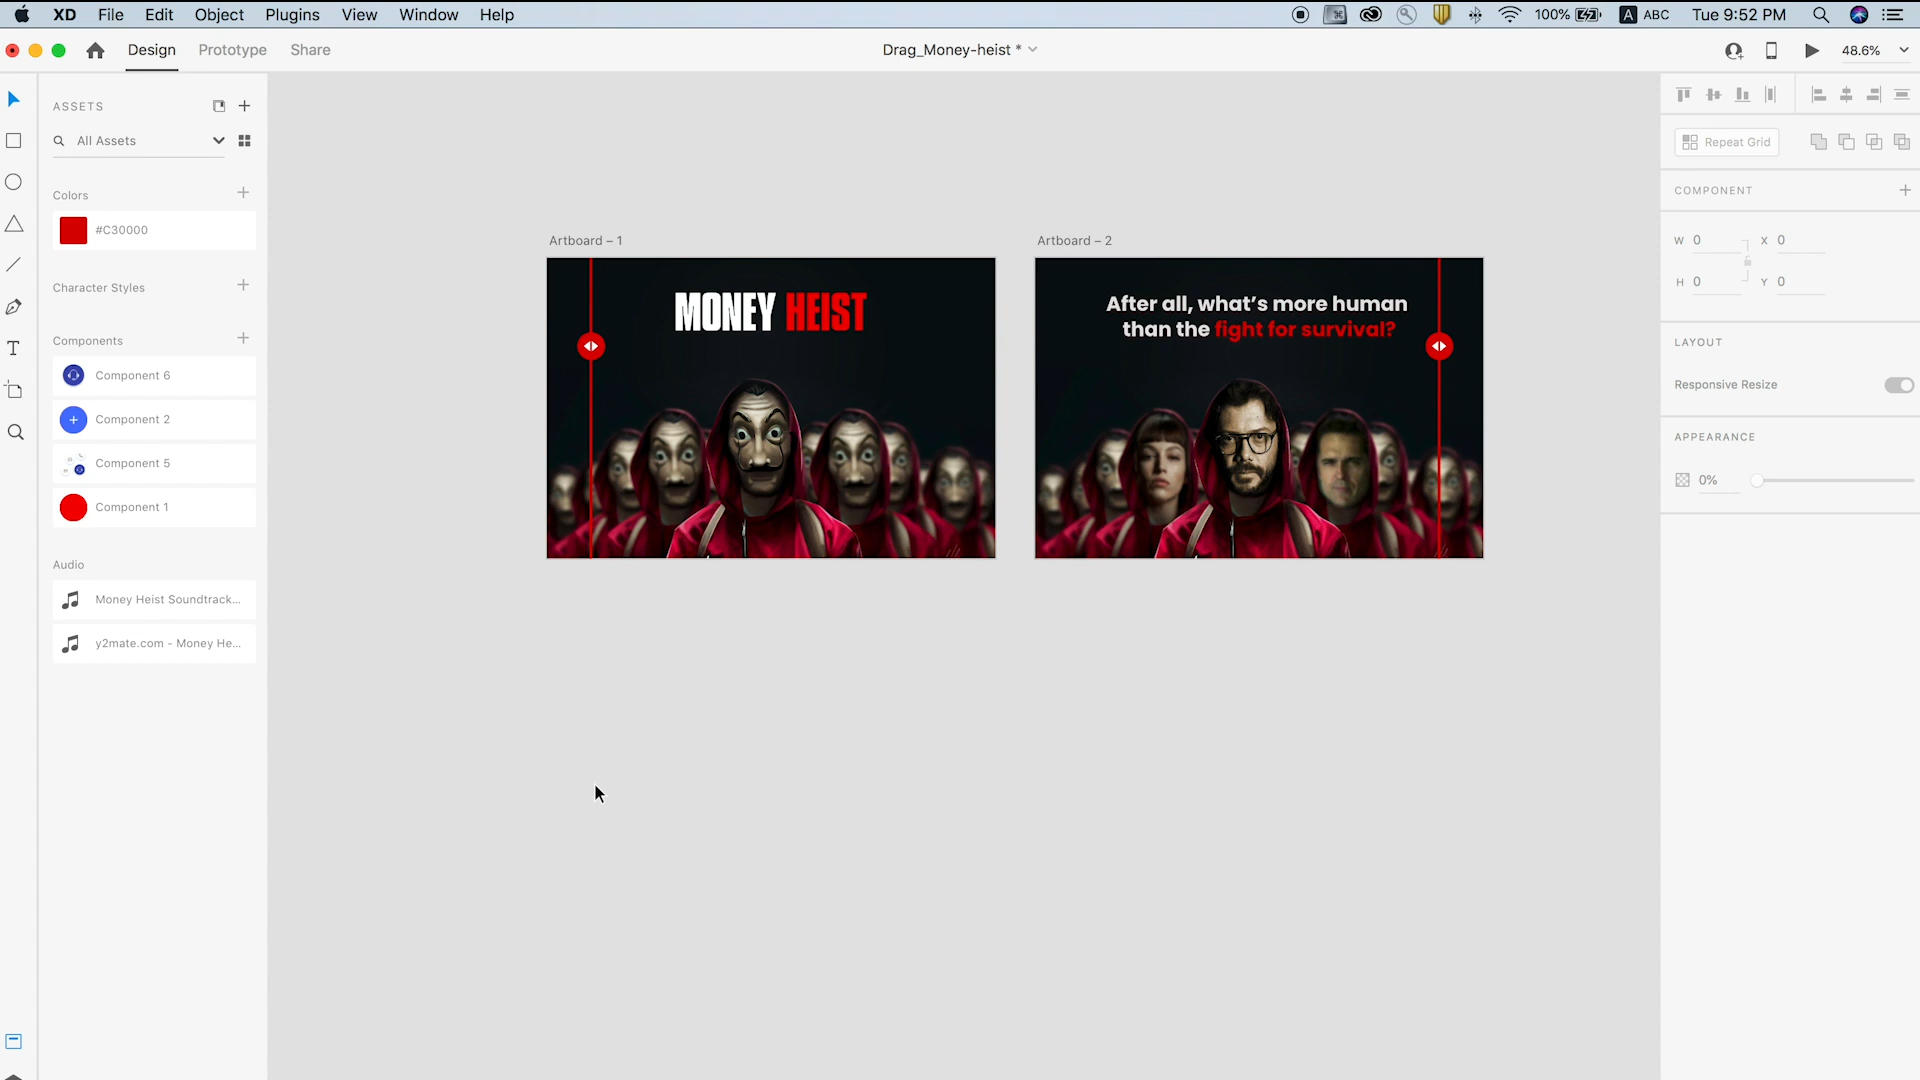 XD File Edit Object Plugins View Window Help 100% A ABC Tue 9:52 PM
Design Prototype Share Drag_Money-heist * 48.6%
ASSETS
All Assets
Colors
#C30000
Character Styles
Components
Component 6
Component 2
Component 5
Component 1
Audio
Money Heist Soundtrack...
y2mate.com - Money He...
Artboard – 1
MONEY HEIST
Artboard – 2
After all, what's more human
than the fight for survival?
Repeat Grid
COMPONENT
W 0 X 0
H 0 Y 0
LAYOUT
Responsive Resize
APPEARANCE
0%